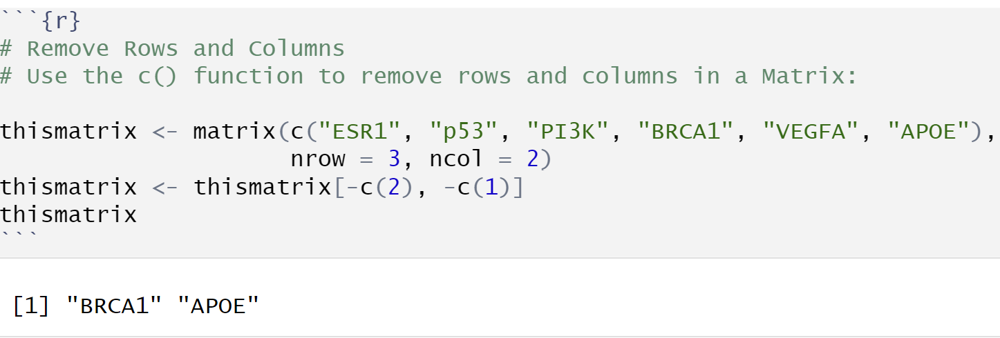 ```{r}
# Remove Rows and Columns
# Use the c() function to remove rows and columns in a Matrix:
thismatrix <- matrix(c("ESR1", "p53", "PI3K", "BRCA1", "VEGFA", "APOE"),
nrow = 3, ncol = 2)
thismatrix <- thismatrix[-c(2), -c(1)]
thismatrix
```
[1] "BRCA1" "APOE"